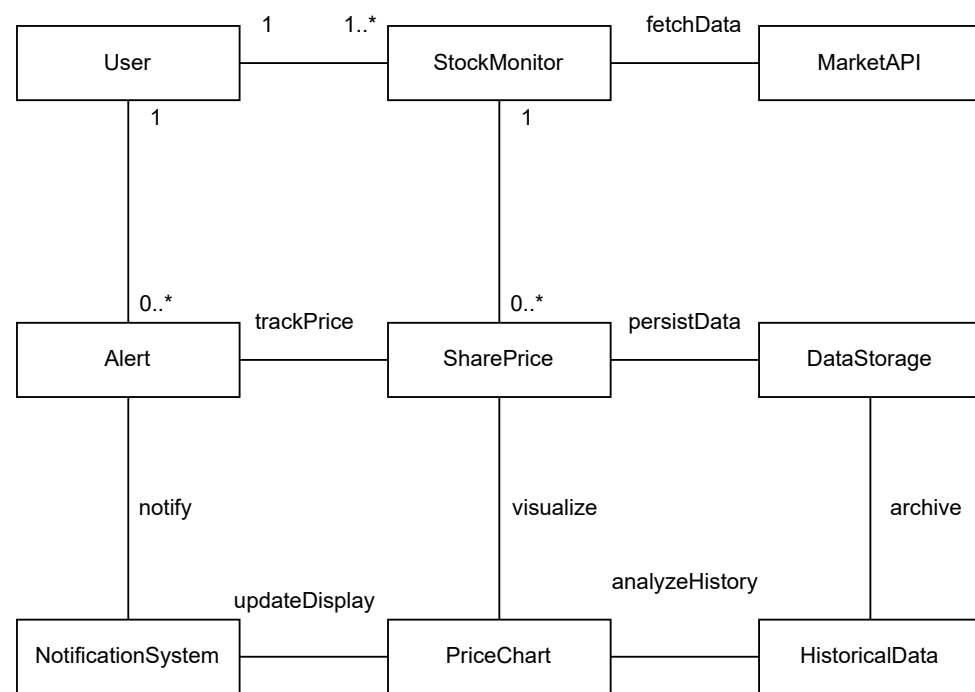 1 1..* fetchData
User StockMonitor MarketAPI
1 1
0..* 0..*
trackPrice persistData
Alert SharePrice DataStorage
notify visualize archive
analyzeHistory
updateDisplay
NotificationSystem PriceChart HistoricalData